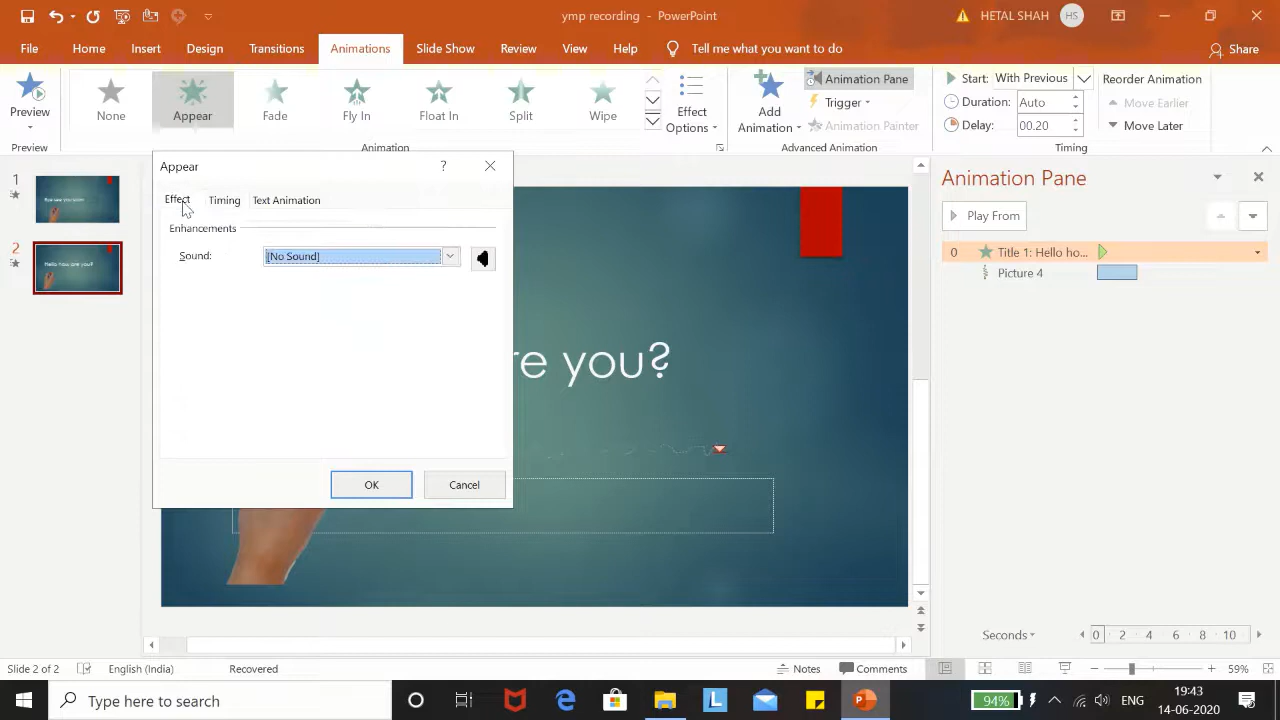 ymp recording - PowerPoint
HETAL SHAH
HS
File
Home
Insert
Design
Transitions
Animations
Slide Show
Review
View
Help
Tell me what you want to do
Share
Preview
None
Appear
Fade
Fly In
Float In
Split
Wipe
Effect
Options
Add
Animation
Animation Pane
Trigger
Animation Painter
Start: With Previous
Duration: Auto
Delay: 00.20
Reorder Animation
Move Earlier
Move Later
Preview
Animation
Advanced Animation
Timing
Appear
?
Effect
Timing
Text Animation
Enhancements
Sound:
[No Sound]
OK
Cancel
1
2
Hello how are you?
re you?
Animation Pane
Play From
0
Title 1: Hello ho...
Picture 4
Seconds
0 2 4 6 8 10
Slide 2 of 2
English (India)
Recovered
Notes
Comments
59%
Type here to search
94%
ENG
19:43
14-06-2020